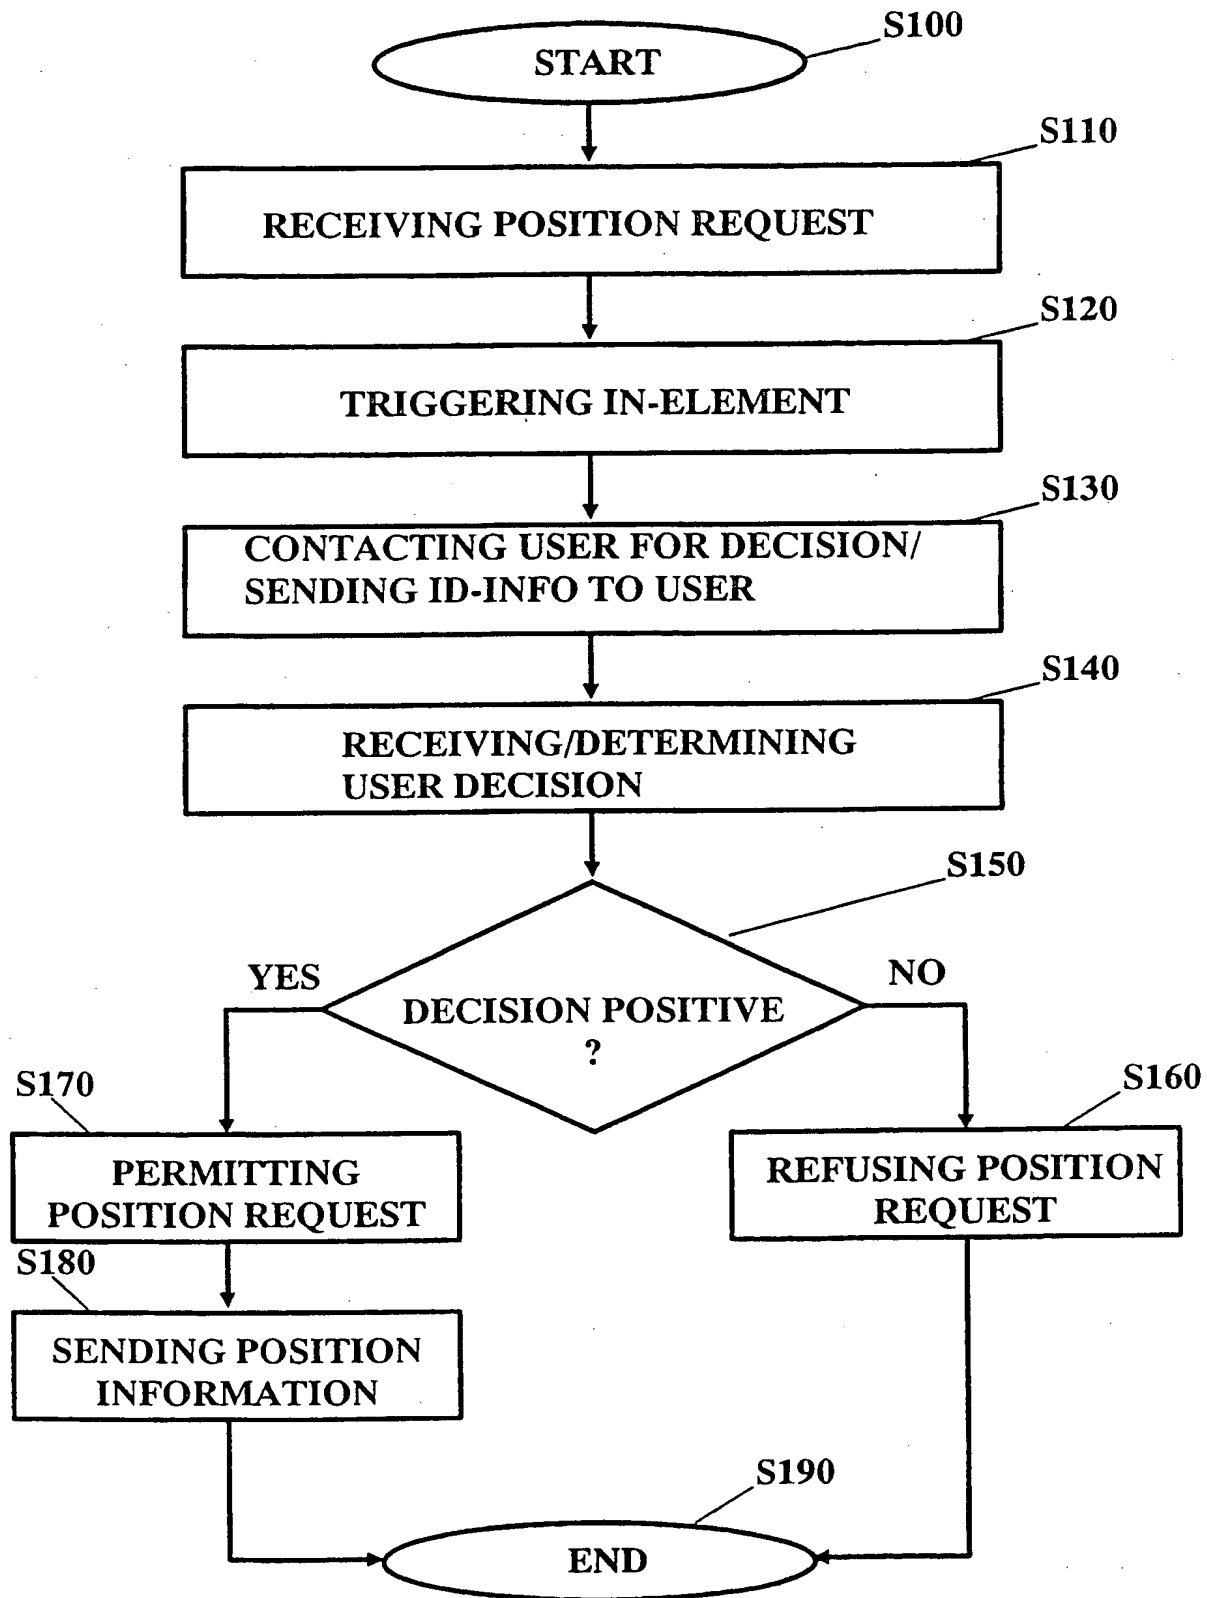 S100
START
S110
RECEIVING POSITION REQUEST
S120
TRIGGERING IN-ELEMENT
S130
CONTACTING USER FOR DECISION/
SENDING ID-INFO TO USER
S140
RECEIVING/DETERMINING
USER DECISION
S150
YES
NO
DECISION POSITIVE
?
S170
S160
PERMITTING
POSITION REQUEST
REFUSING POSITION
REQUEST
S180
SENDING POSITION
INFORMATION
S190
END